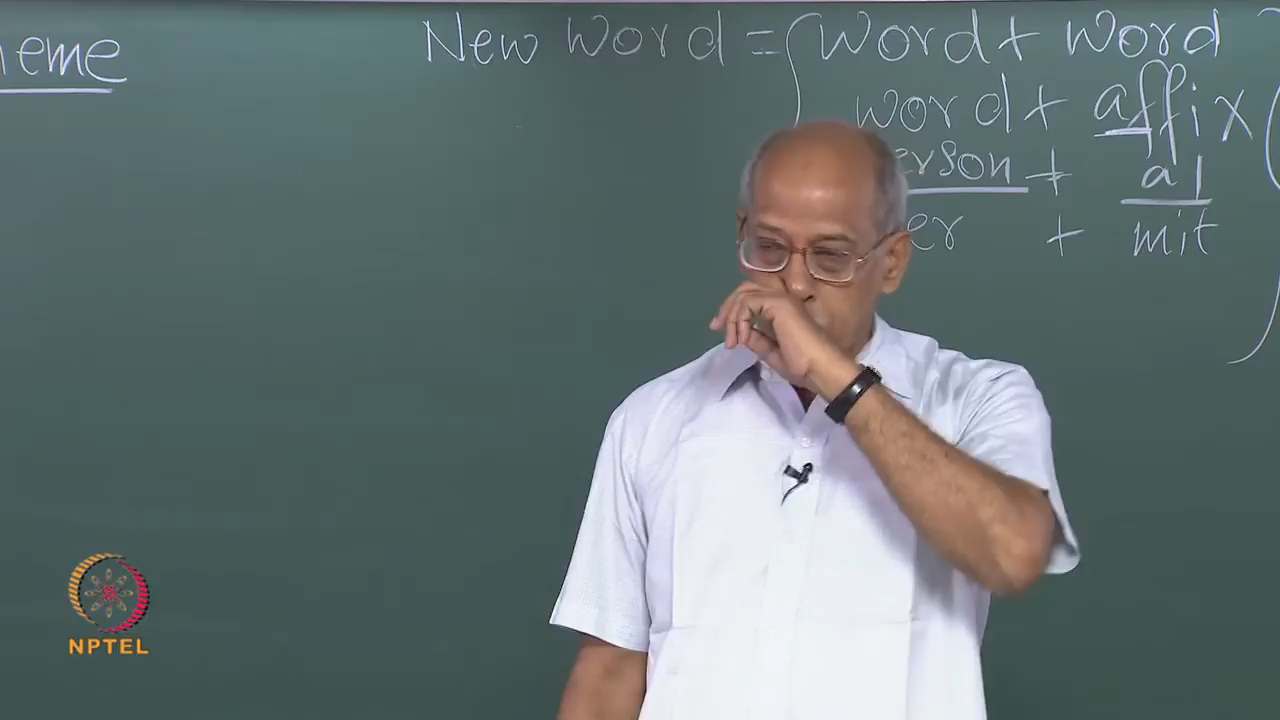 New Word = word + word
word + affix
erson + al
er + mit
eme
NPTEL